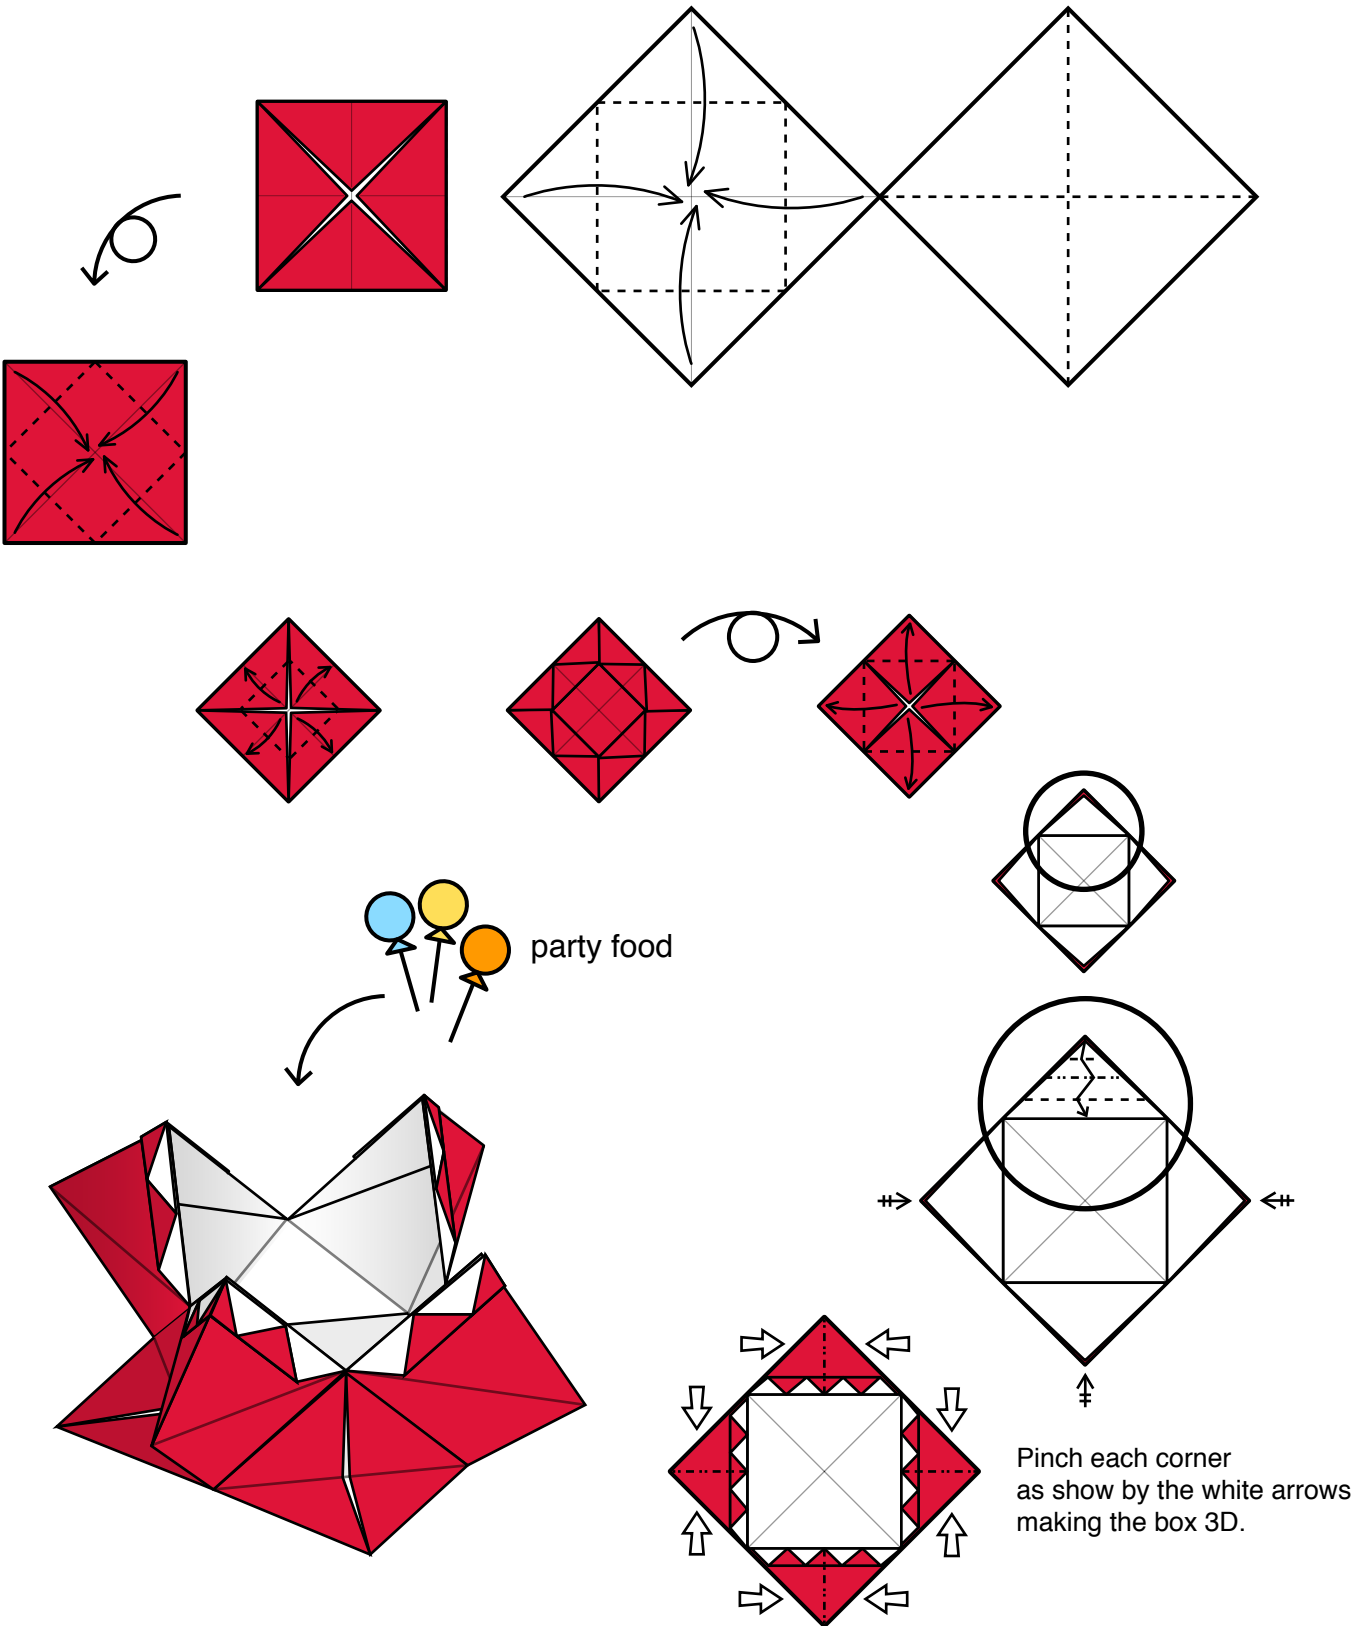 party food
Pinch each corner
as show by the white arrows
making the box 3D.